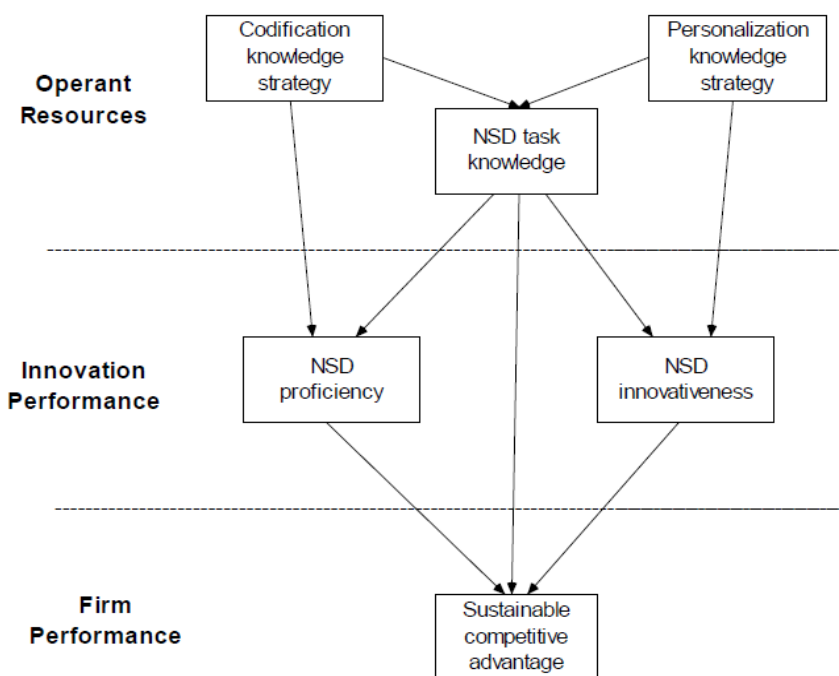 Codification
knowledge
strategy
Personalization
knowledge
strategy
Operant
Resources
NSD task
knowledge
Innovation
Performance
NSD
proficiency
NSD
innovativeness
Firm
Performance
Sustainable
competitive
advantage